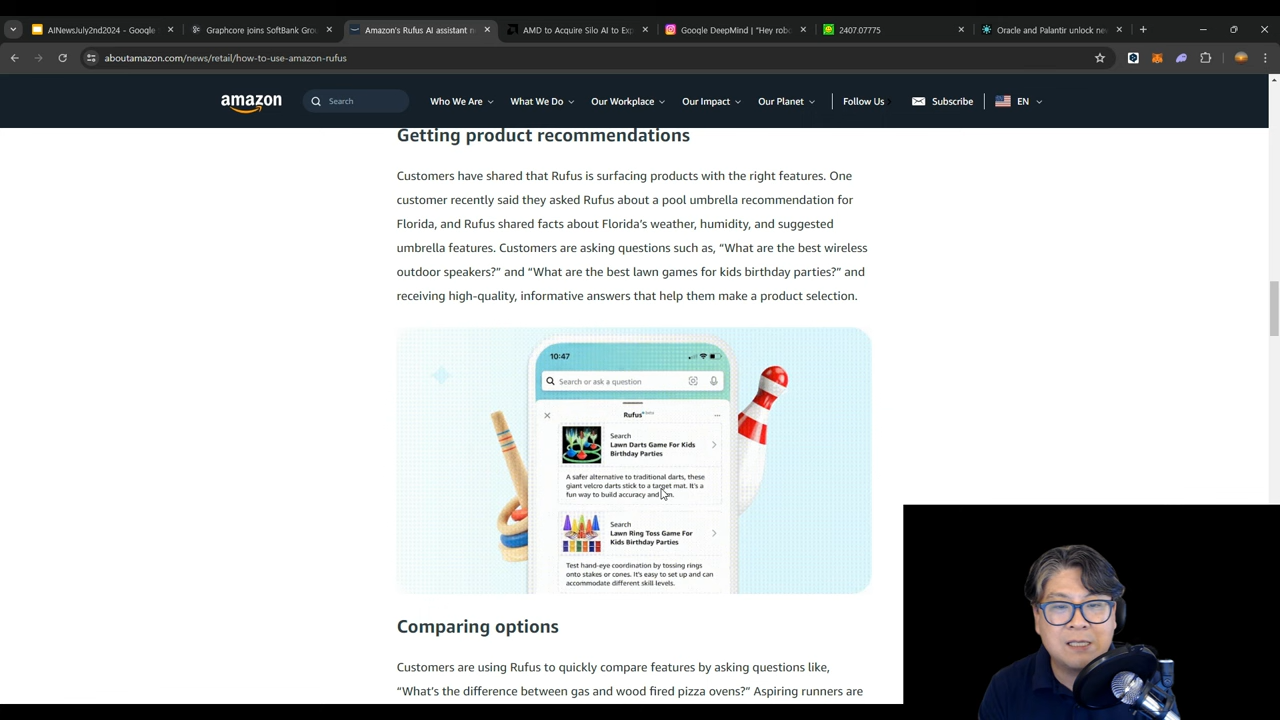 AINewsJuly2nd2024 - Google
Graphcore joins SoftBank Gro
Amazon's Rufus AI assistant n
AMD to Acquire Silo AI to Exp
Google DeepMind | "Hey rob
2407.07775
Oracle and Palantir unlock ne
aboutamazon.com/news/retail/how-to-use-amazon-rufus
amazon
Search
Who We Are
What We Do
Our Workplace
Our Impact
Our Planet
Follow Us
Subscribe
EN
Getting product recommendations
Customers have shared that Rufus is surfacing products with the right features. One
customer recently said they asked Rufus about a pool umbrella recommendation for
Florida, and Rufus shared facts about Florida's weather, humidity, and suggested
umbrella features. Customers are asking questions such as, “What are the best wireless
outdoor speakers?” and “What are the best lawn games for kids birthday parties?” and
receiving high-quality, informative answers that help them make a product selection.
10:47
Search or ask a question
Rufus beta
Search
Lawn Darts Game For Kids
Birthday Parties
A safer alternative to traditional darts, these
giant velcro darts stick to a target mat. It's a
fun way to build accuracy and fun.
Search
Lawn Ring Toss Game For
Kids Birthday Parties
Test hand-eye coordination by tossing rings
onto stakes or cones. It's easy to set up and can
accommodate different skill levels.
Comparing options
Customers are using Rufus to quickly compare features by asking questions like,
“What's the difference between gas and wood fired pizza ovens?” Aspiring runners are